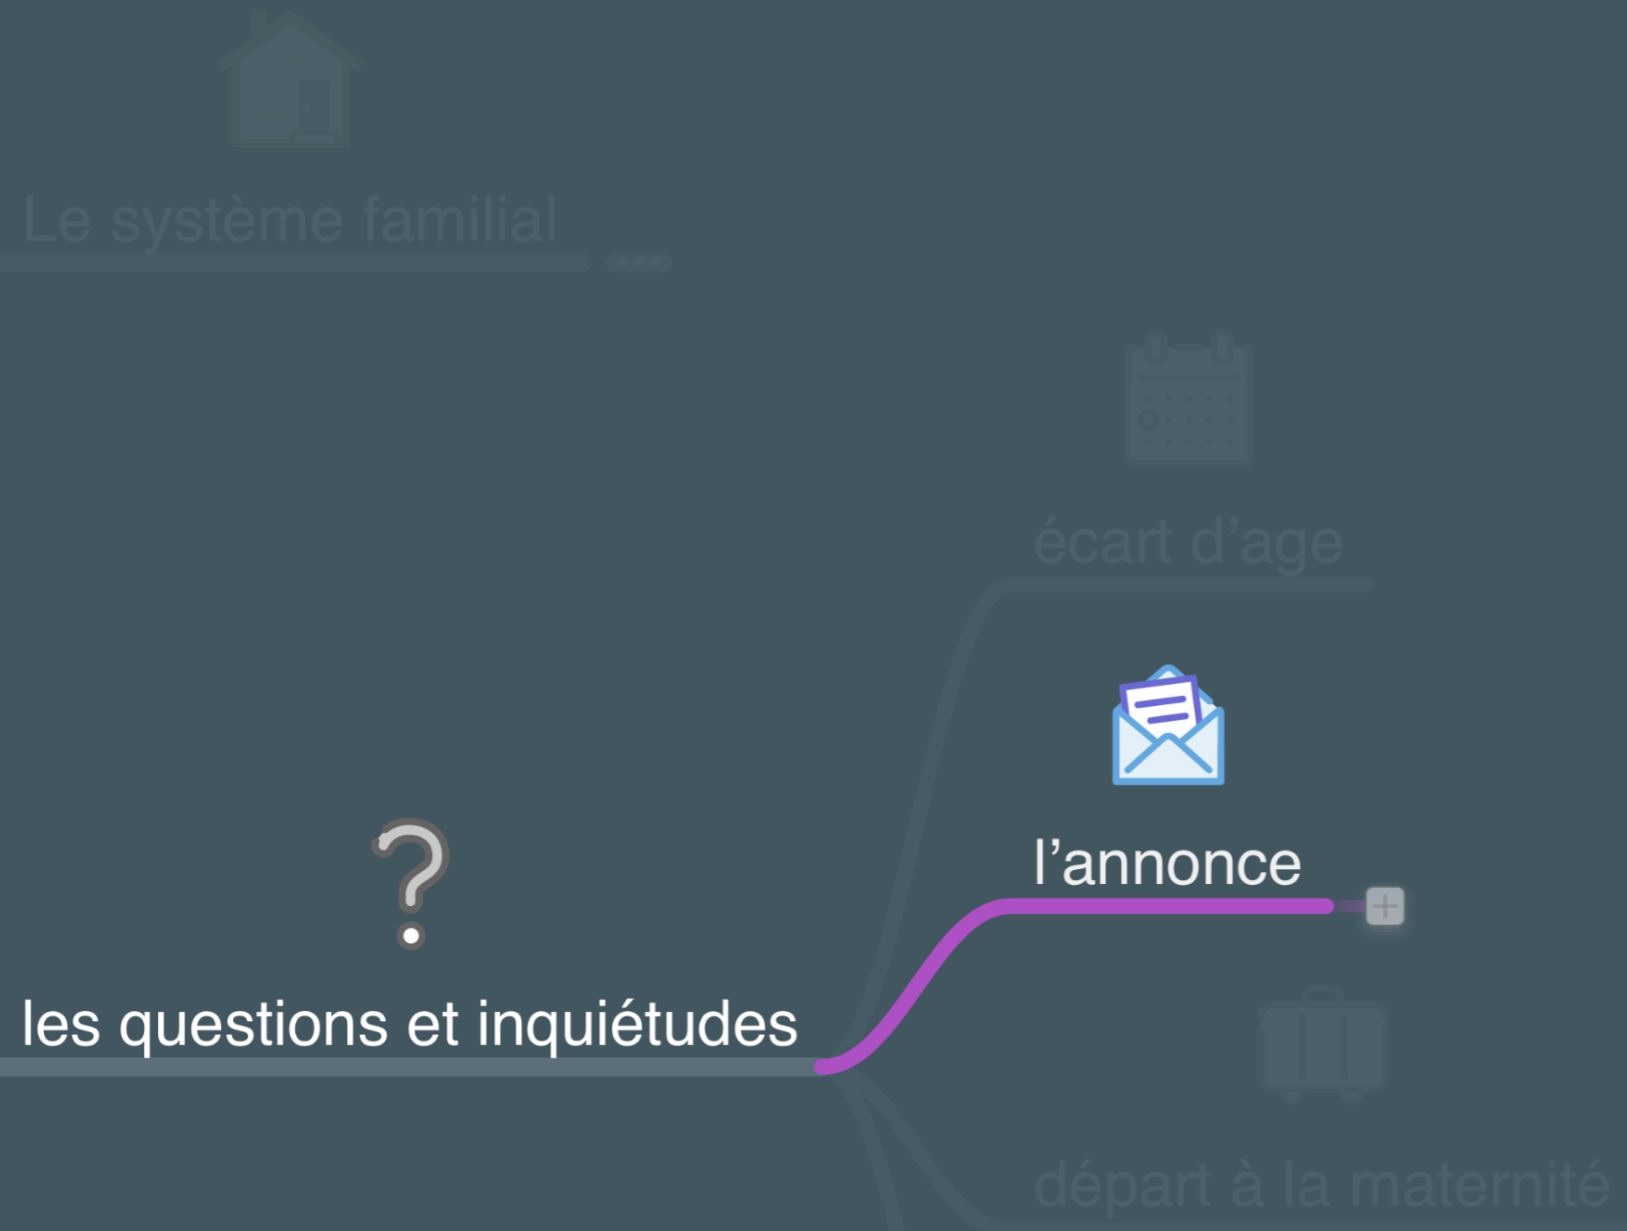 Le système familial
écart d’age
l’annonce
les questions et inquiétudes
départ à la maternité